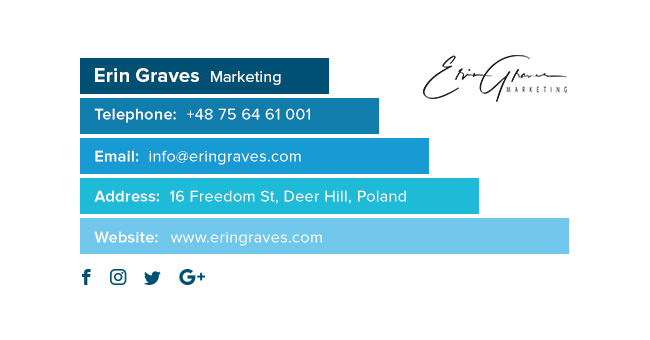 Erin Graves Marketing
Erin Graves
MARKETING
Telephone: +48 75 64 61 001
Email: info@eringraves.com
Address: 16 Freedom St, Deer Hill, Poland
Website: www.eringraves.com
f G+